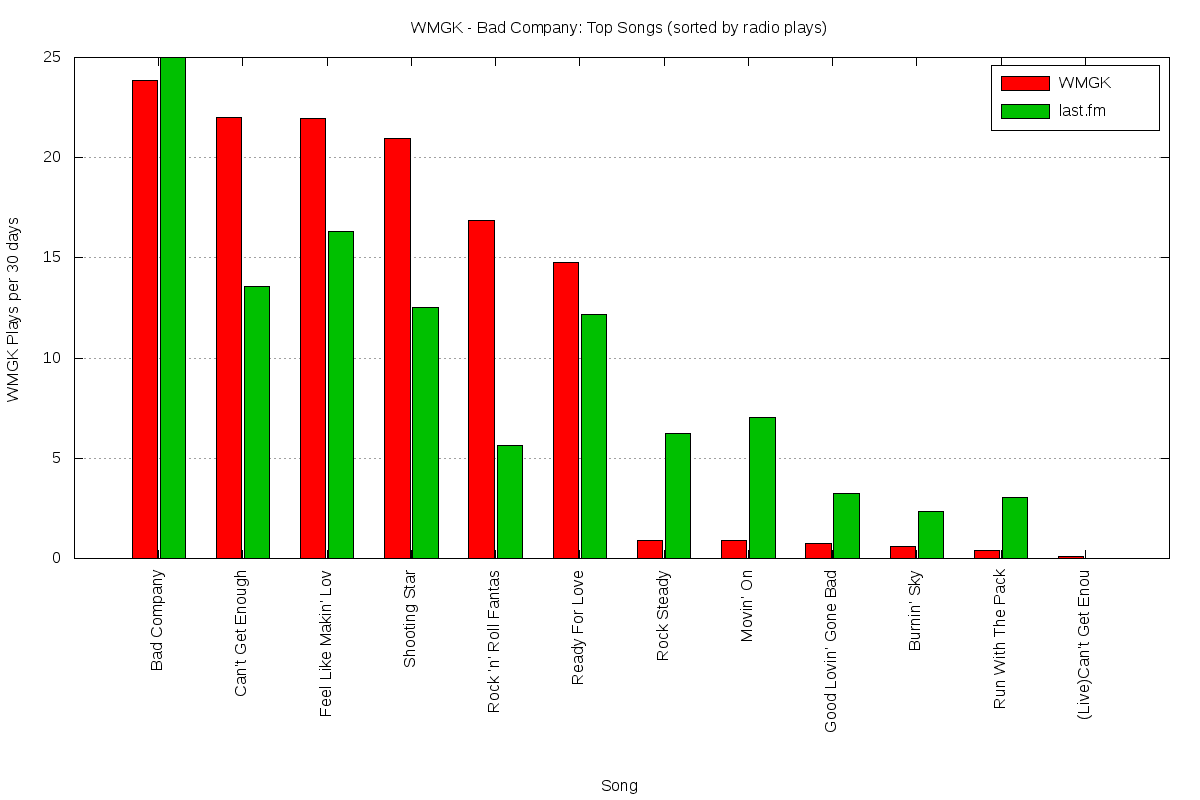 WMGK - Bad Company: Top Songs (sorted by radio plays)
WMGK
last.fm
WMGK Plays per 30 days
25
20
15
10
5
0
Bad Company
Can't Get Enough
Feel Like Makin' Lov
Shooting Star
Rock 'n' Roll Fantas
Ready For Love
Rock Steady
Movin' On
Good Lovin' Gone Bad
Burnin' Sky
Run With The Pack
(Live)Can't Get Enou
Song